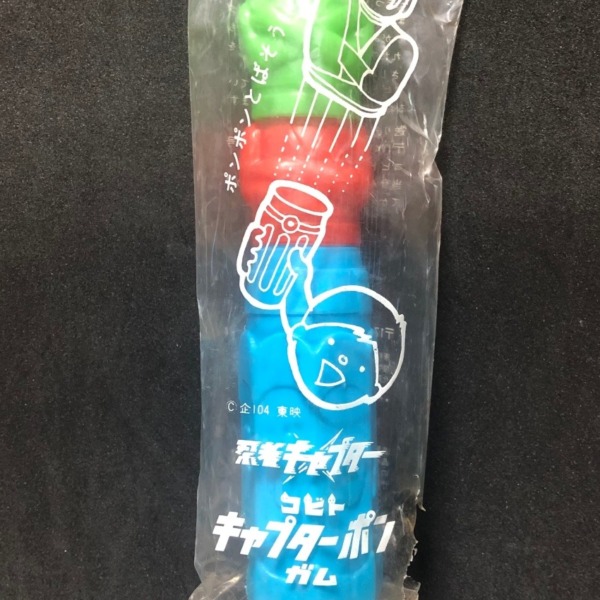 ポンポンとばそう
©企104 東映
忍者キャプター
コビト
キャプターポン
ガム